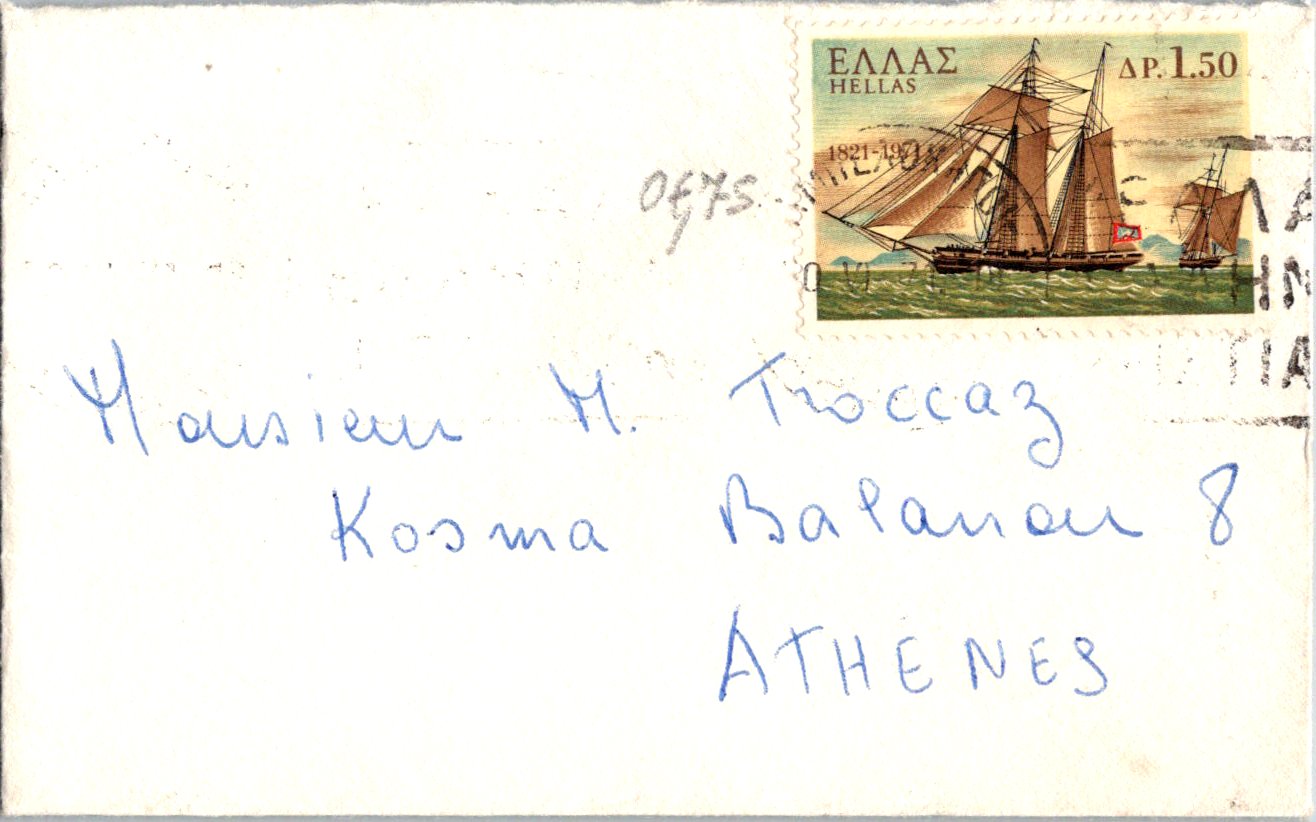 ΕΛΛΑΣ ΔΡ. 1.50
HELLAS
1821-1971
Monsieur M. Troccaz
Kosma Balanou 8
ATHENES